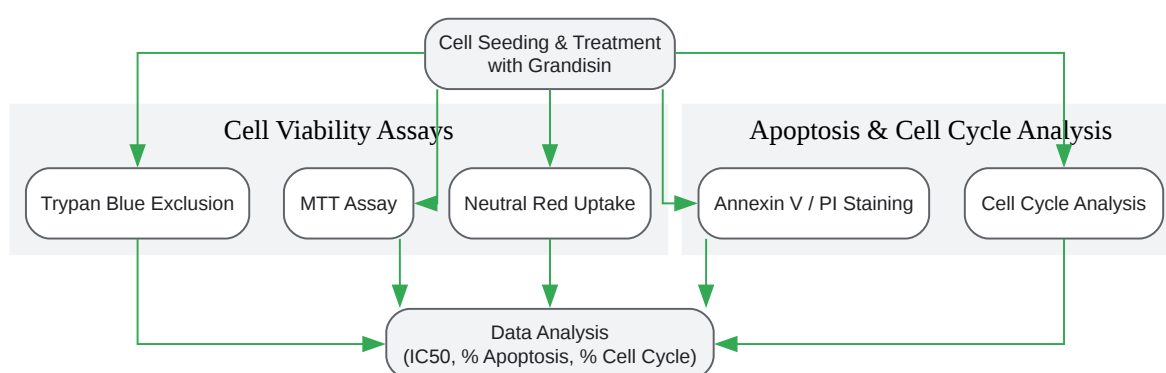 Cell Seeding & Treatment
with Grandisin
Cell Viability Assays
Apoptosis & Cell Cycle Analysis
Trypan Blue Exclusion
MTT Assay
Neutral Red Uptake
Annexin V / PI Staining
Cell Cycle Analysis
Data Analysis
(IC50, % Apoptosis, % Cell Cycle)